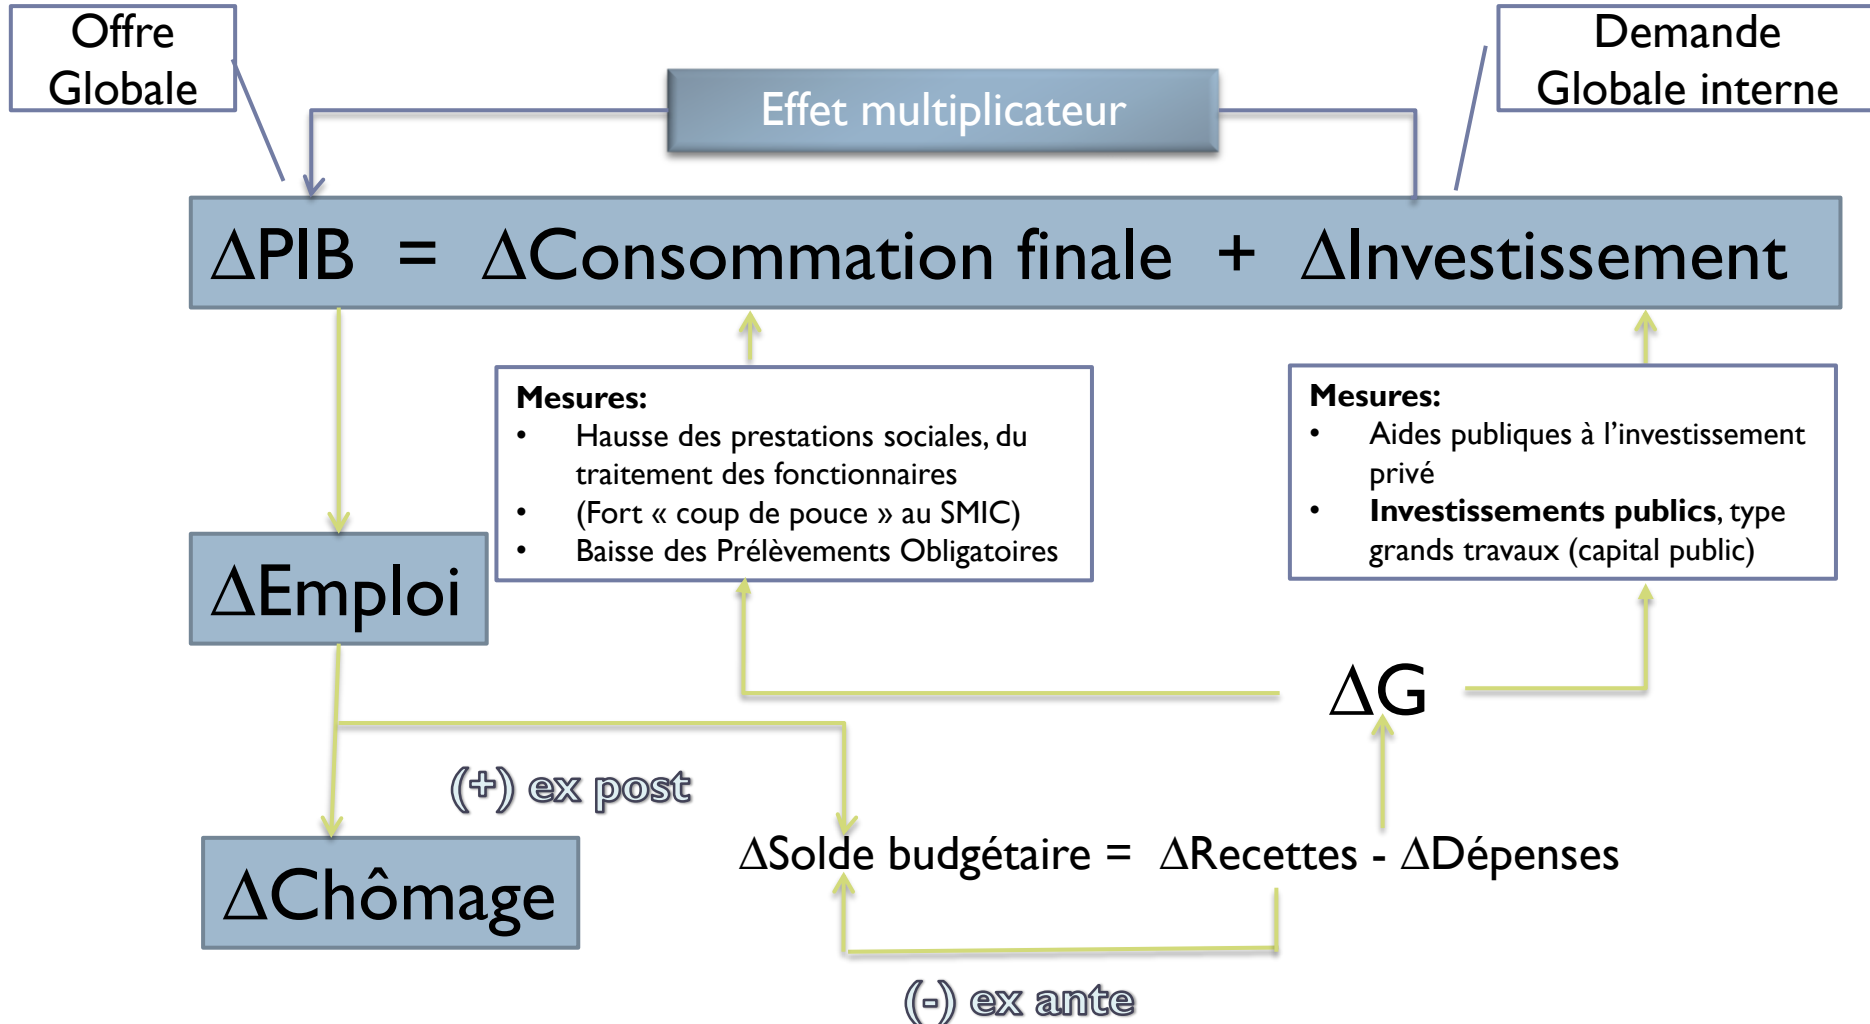 Offre
Globale
Demande
Globale interne
Effet multiplicateur
ΔPIB = ΔConsommation finale + ΔInvestissement
Mesures:
• Hausse des prestations sociales, du
traitement des fonctionnaires
• (Fort « coup de pouce » au SMIC)
• Baisse des Prélèvements Obligatoires
Mesures:
• Aides publiques à l’investissement
privé
• Investissements publics, type
grands travaux (capital public)
ΔEmploi
ΔG
(+) ex post
ΔSolde budgétaire = ΔRecettes - ΔDépenses
ΔChômage
(-) ex ante